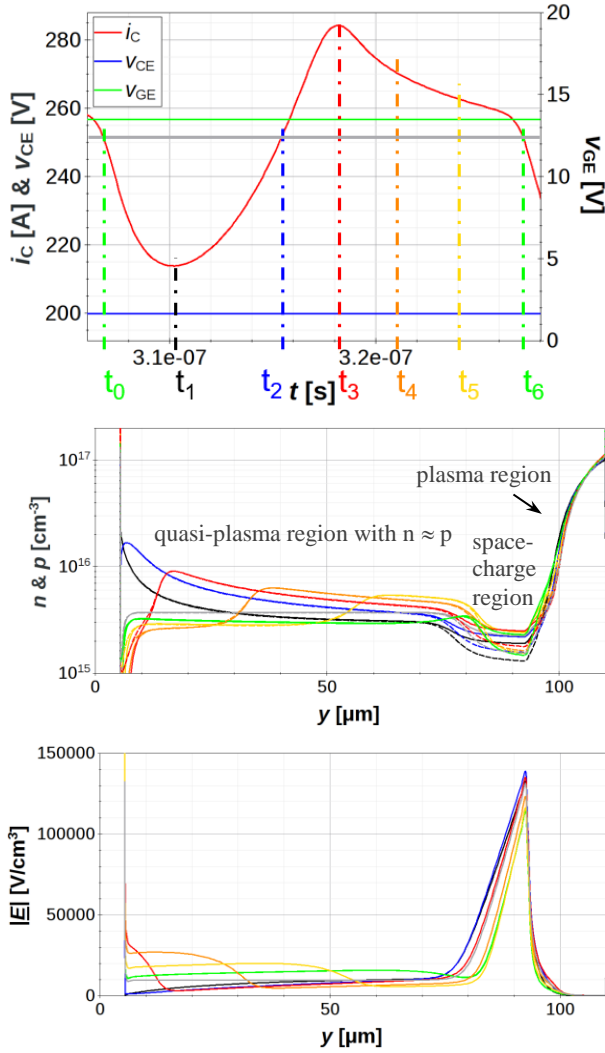 280
260
240
220
200
i_C [A] & v_CE [V]
i_C
v_CE
v_GE
20
15
10
5
0
v_GE [V]
3.1e-07
3.2e-07
t_0
t_1
t_2
t [s]
t_3
t_4
t_5
t_6
10^17
10^16
10^15
n & p [cm^-3]
plasma region
quasi-plasma region with n ≈ p
space-
charge
region
0
50
100
y [µm]
150000
100000
50000
0
|E| [V/cm³]
0
50
100
y [µm]